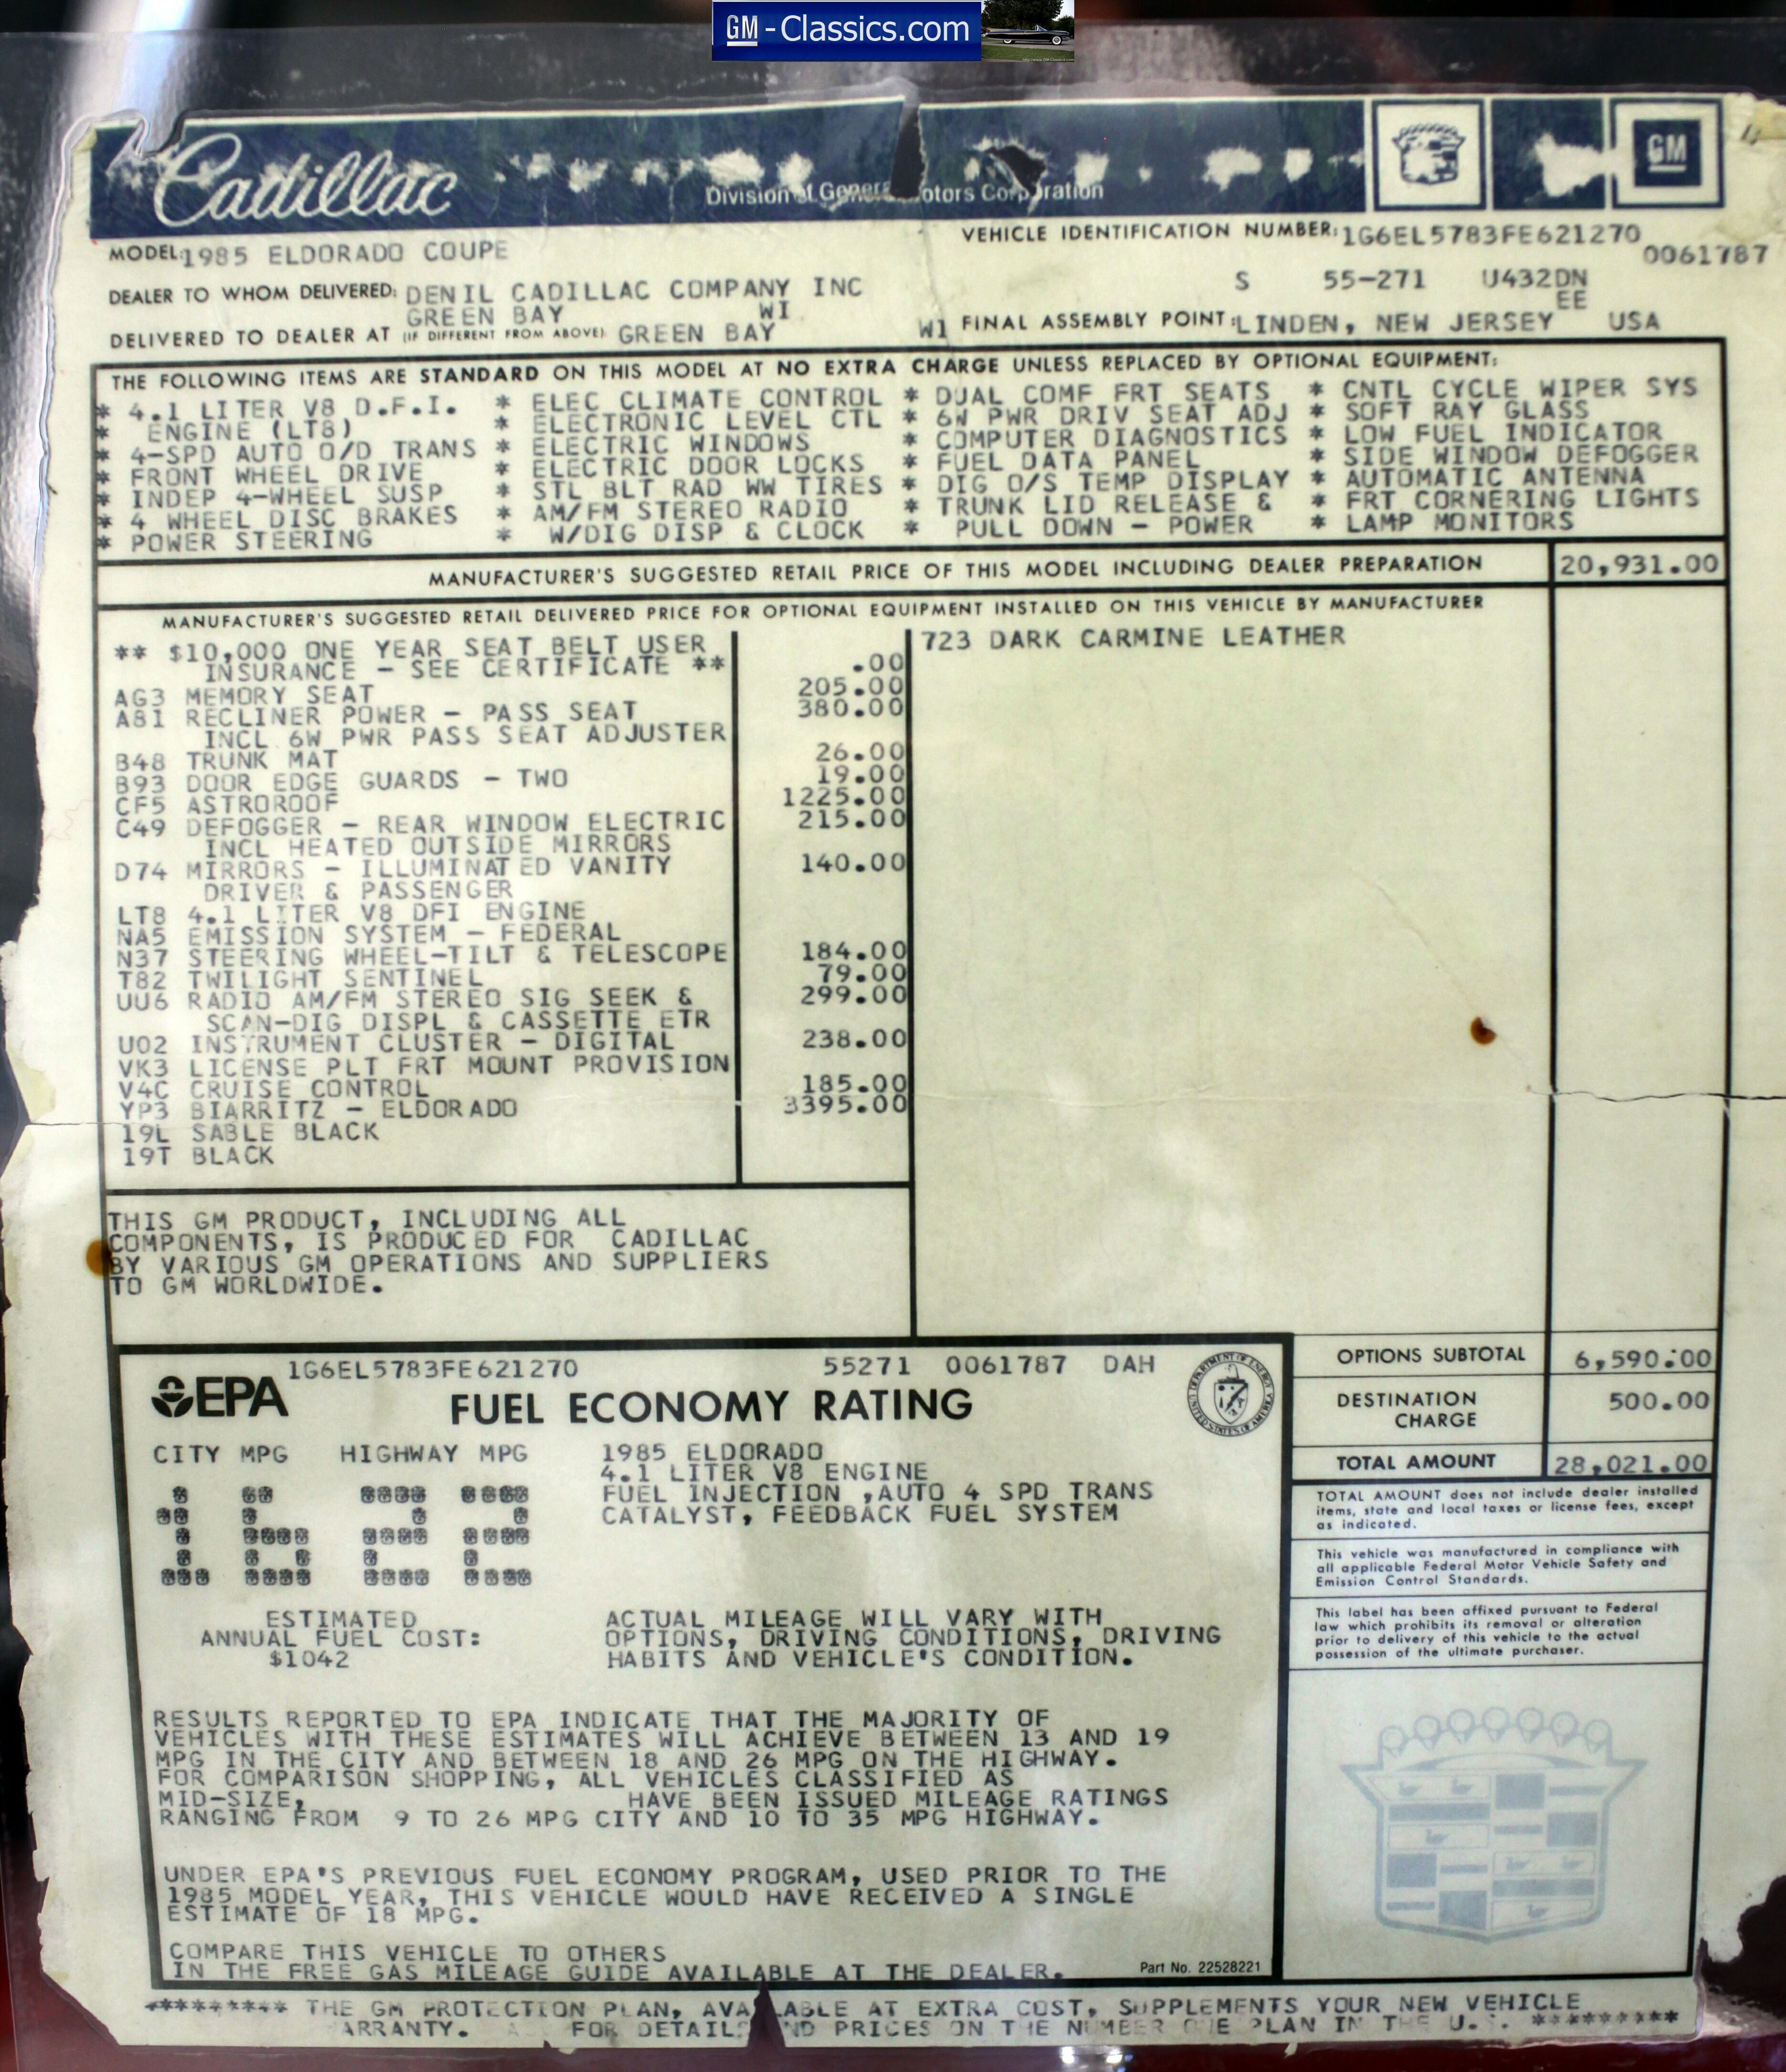 GM - Classics.com
Cadillac
Division of General Motors Corporation
GM
MODEL: 1985 ELDORADO COUPE
VEHICLE IDENTIFICATION NUMBER: 1G6EL5783FE621270
0061787
DEALER TO WHOM DELIVERED: DENIL CADILLAC COMPANY INC
S 55-271 U432DN
GREEN BAY WI
EE
DELIVERED TO DEALER AT (IF DIFFERENT FROM ABOVE) GREEN BAY WI
FINAL ASSEMBLY POINT: LINDEN, NEW JERSEY USA
THE FOLLOWING ITEMS ARE STANDARD ON THIS MODEL AT NO EXTRA CHARGE UNLESS REPLACED BY OPTIONAL EQUIPMENT:
* 4.1 LITER V8 D.F.I. * ELEC CLIMATE CONTROL * DUAL COMF FRT SEATS * CNTL CYCLE WIPER SYS
* ENGINE (LT8) * ELECTRONIC LEVEL CTL * 6W PWR DRIV SEAT ADJ * SOFT RAY GLASS
* 4-SPD AUTO O/D TRANS * ELECTRIC WINDOWS * COMPUTER DIAGNOSTICS * LOW FUEL INDICATOR
* FRONT WHEEL DRIVE * ELECTRIC DOOR LOCKS * FUEL DATA PANEL * SIDE WINDOW DEFOGGER
* INDEP 4-WHEEL SUSP * STL BLT RAD WW TIRES * DIG O/S TEMP DISPLAY * AUTOMATIC ANTENNA
* 4 WHEEL DISC BRAKES * AM/FM STEREO RADIO * TRUNK LID RELEASE & * FRT CORNERING LIGHTS
* POWER STEERING * W/DIG DISP & CLOCK * PULL DOWN - POWER * LAMP MONITORS
MANUFACTURER'S SUGGESTED RETAIL PRICE OF THIS MODEL INCLUDING DEALER PREPARATION 20,931.00
MANUFACTURER'S SUGGESTED RETAIL DELIVERED PRICE FOR OPTIONAL EQUIPMENT INSTALLED ON THIS VEHICLE BY MANUFACTURER
** $10,000 ONE YEAR SEAT BELT USER
INSURANCE - SEE CERTIFICATE ** .00
AG3 MEMORY SEAT 205.00
A81 RECLINER POWER - PASS SEAT 380.00
INCL 6W PWR PASS SEAT ADJUSTER
B48 TRUNK MAT 26.00
B93 DOOR EDGE GUARDS - TWO 19.00
CF5 ASTROROOF 1225.00
C49 DEFOGGER - REAR WINDOW ELECTRIC 215.00
INCL HEATED OUTSIDE MIRRORS
D74 MIRRORS - ILLUMINATED VANITY 140.00
DRIVER & PASSENGER
LT8 4.1 LITER V8 DFI ENGINE
NA5 EMISSION SYSTEM - FEDERAL
N37 STEERING WHEEL-TILT & TELESCOPE 184.00
T82 TWILIGHT SENTINEL 79.00
UU6 RADIO AM/FM STEREO SIG SEEK & 299.00
SCAN-DIG DISPL & CASSETTE ETR
U02 INSTRUMENT CLUSTER - DIGITAL 238.00
VK3 LICENSE PLT FRT MOUNT PROVISION
V4C CRUISE CONTROL 185.00
YP3 BIARRITZ - ELDORADO 3395.00
19L SABLE BLACK
19T BLACK
723 DARK CARMINE LEATHER
THIS GM PRODUCT, INCLUDING ALL
COMPONENTS, IS PRODUCED FOR CADILLAC
BY VARIOUS GM OPERATIONS AND SUPPLIERS
TO GM WORLDWIDE.
OPTIONS SUBTOTAL 6,590.00
DESTINATION
CHARGE 500.00
TOTAL AMOUNT 28,021.00
TOTAL AMOUNT does not include dealer installed
items, state and local taxes or license fees, except
as indicated.
This vehicle was manufactured in compliance with
all applicable Federal Motor Vehicle Safety and
Emission Control Standards.
This label has been affixed pursuant to Federal
law which prohibits its removal or alteration
prior to delivery of this vehicle to the actual
possession of the ultimate purchaser.
1G6EL5783FE621270 55271 0061787 DAH
EPA FUEL ECONOMY RATING
DEPARTMENT OF ENERGY UNITED STATES OF AMERICA
CITY MPG HIGHWAY MPG
16 22
1985 ELDORADO
4.1 LITER V8 ENGINE
FUEL INJECTION ,AUTO 4 SPD TRANS
CATALYST, FEEDBACK FUEL SYSTEM
ESTIMATED
ANNUAL FUEL COST:
$1042
ACTUAL MILEAGE WILL VARY WITH
OPTIONS, DRIVING CONDITIONS, DRIVING
HABITS AND VEHICLE'S CONDITION.
RESULTS REPORTED TO EPA INDICATE THAT THE MAJORITY OF
VEHICLES WITH THESE ESTIMATES WILL ACHIEVE BETWEEN 13 AND 19
MPG IN THE CITY AND BETWEEN 18 AND 26 MPG ON THE HIGHWAY.
FOR COMPARISON SHOPPING, ALL VEHICLES CLASSIFIED AS
MID-SIZE, HAVE BEEN ISSUED MILEAGE RATINGS
RANGING FROM 9 TO 26 MPG CITY AND 10 TO 35 MPG HIGHWAY.
UNDER EPA'S PREVIOUS FUEL ECONOMY PROGRAM, USED PRIOR TO THE
1985 MODEL YEAR, THIS VEHICLE WOULD HAVE RECEIVED A SINGLE
ESTIMATE OF 18 MPG.
COMPARE THIS VEHICLE TO OTHERS
IN THE FREE GAS MILEAGE GUIDE AVAILABLE AT THE DEALER.
Part No. 22528221
********* THE GM PROTECTION PLAN, AVAILABLE AT EXTRA COST, SUPPLEMENTS YOUR NEW VEHICLE
ARRANTY. FOR DETAILS AND PRICES ON THE NUMBER ONE PLAN IN THE U.S. *********